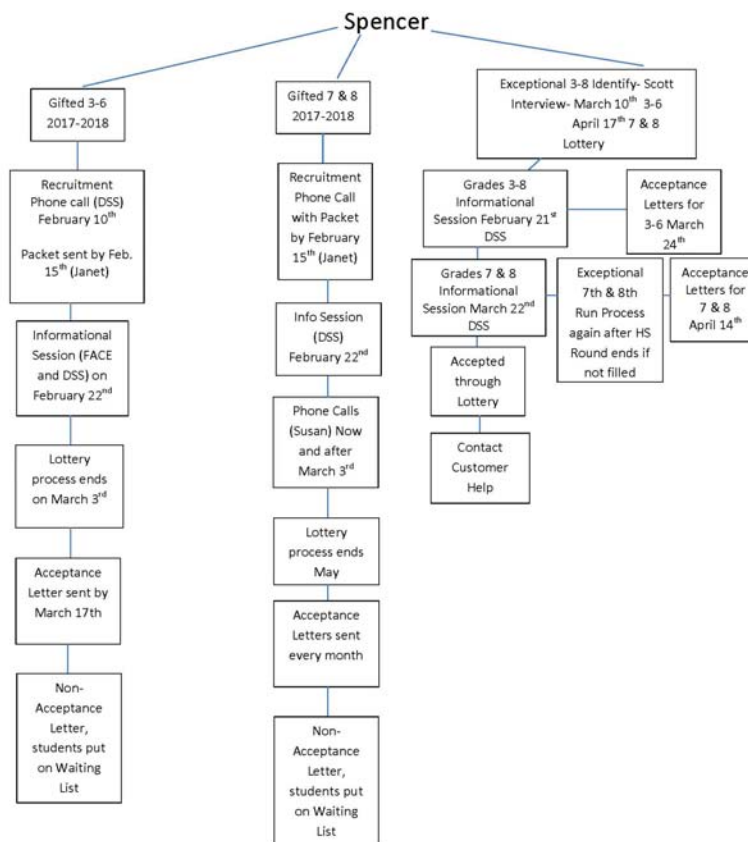 Spencer
Gifted 3-6
2017-2018
Recruitment
Phone call (DSS)
February 10th
Packet sent by Feb.
15th (Janet)
Informational
Session (FACE
and DSS) on
February 22nd
Lottery
process ends
on March 3rd
Acceptance
Letter sent by
March 17th
Non-
Acceptance
Letter,
students put
on Waiting
List
Gifted 7 & 8
2017-2018
Recruitment
Phone Call
with Packet
by February
15th (Janet)
Info Session
(DSS)
February 22nd
Phone Calls
(Susan) Now
and after
March 3rd
Lottery
process ends
May
Acceptance
Letters sent
every month
Non-
Acceptance
Letter,
students put
on Waiting
List
Exceptional 3-8 Identify- Scott
Interview- March 10th 3-6
April 17th 7 & 8
Lottery
Grades 3-8
Informational
Session February 21st
DSS
Acceptance
Letters for
3-6 March
24th
Grades 7 & 8
Informational
Session March 22nd
DSS
Exceptional
7th & 8th
Run Process
again after HS
Round ends if
not filled
Acceptance
Letters for
7 & 8
April 14th
Accepted
through
Lottery
Contact
Customer
Help